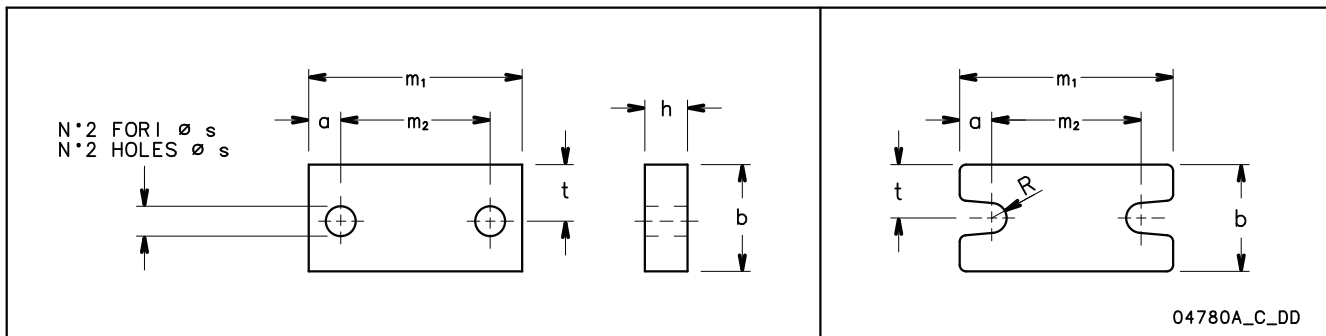 N°2 FORI Ø s
N°2 HOLES Ø s
m₁
a
m₂
t
h
b
m₁
a
m₂
t
R
b
04780A_C_DD